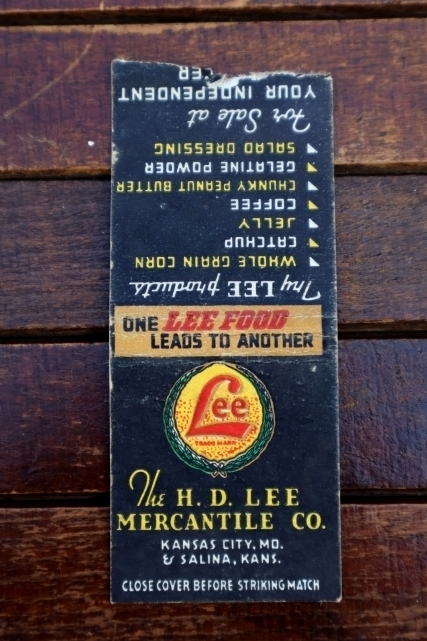 Try LEE products
WHOLE GRAIN CORN
CATCHUP
JELLY
COFFEE
CHUNKY PEANUT BUTTER
GELATINE POWDER
SALAD DRESSING
For Sale at
YOUR INDEPENDENT
ONE LEE FOOD
LEADS TO ANOTHER
Lee
TRADE MARK
The H. D. LEE
MERCANTILE CO.
KANSAS CITY, MO.
& SALINA, KANS.
CLOSE COVER BEFORE STRIKING MATCH